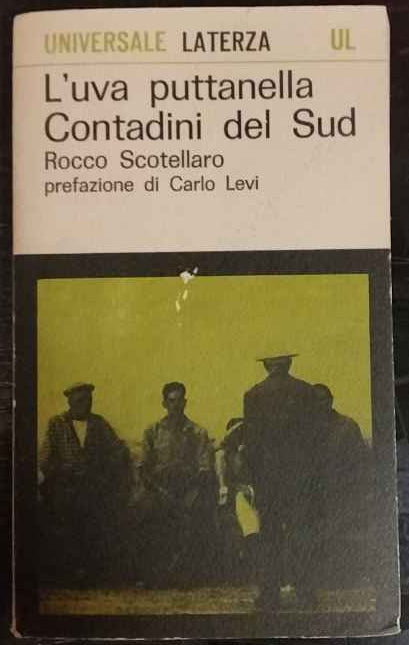 UNIVERSALE LATERZA UL
L'uva puttanella
Contadini del Sud
Rocco Scotellaro
prefazione di Carlo Levi